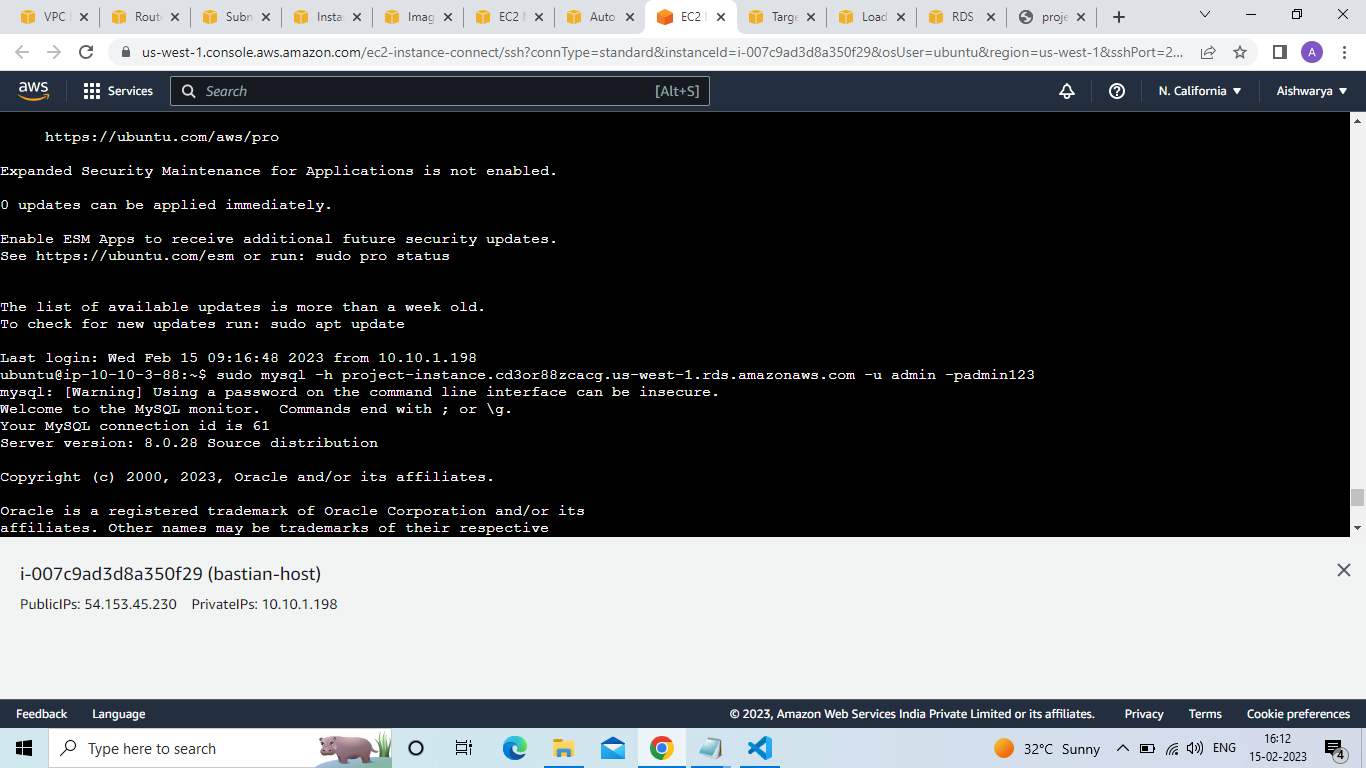 VPC
Rout
Subn
Insta
Imag
EC2
Auto
EC2
Targe
Load
RDS
proje
us-west-1.console.aws.amazon.com/ec2-instance-connect/ssh?connType=standard&instanceId=i-007c9ad3d8a350f29&osUser=ubuntu&region=us-west-1&sshPort=2...
A
aws
Services
Search
[Alt+S]
N. California
Aishwarya
https://ubuntu.com/aws/pro
Expanded Security Maintenance for Applications is not enabled.
0 updates can be applied immediately.
Enable ESM Apps to receive additional future security updates.
See https://ubuntu.com/esm or run: sudo pro status
The list of available updates is more than a week old.
To check for new updates run: sudo apt update
Last login: Wed Feb 15 09:16:48 2023 from 10.10.1.198
ubuntu@ip-10-10-3-88:~$ sudo mysql -h project-instance.cd3or88zcacg.us-west-1.rds.amazonaws.com -u admin -padmin123
mysql: [Warning] Using a password on the command line interface can be insecure.
Welcome to the MySQL monitor.  Commands end with ; or \g.
Your MySQL connection id is 61
Server version: 8.0.28 Source distribution
Copyright (c) 2000, 2023, Oracle and/or its affiliates.
Oracle is a registered trademark of Oracle Corporation and/or its
affiliates. Other names may be trademarks of their respective
i-007c9ad3d8a350f29 (bastian-host)
PublicIPs: 54.153.45.230 PrivateIPs: 10.10.1.198
Feedback
Language
© 2023, Amazon Web Services India Private Limited or its affiliates.
Privacy
Terms
Cookie preferences
Type here to search
32°C Sunny
ENG
16:12
15-02-2023
4